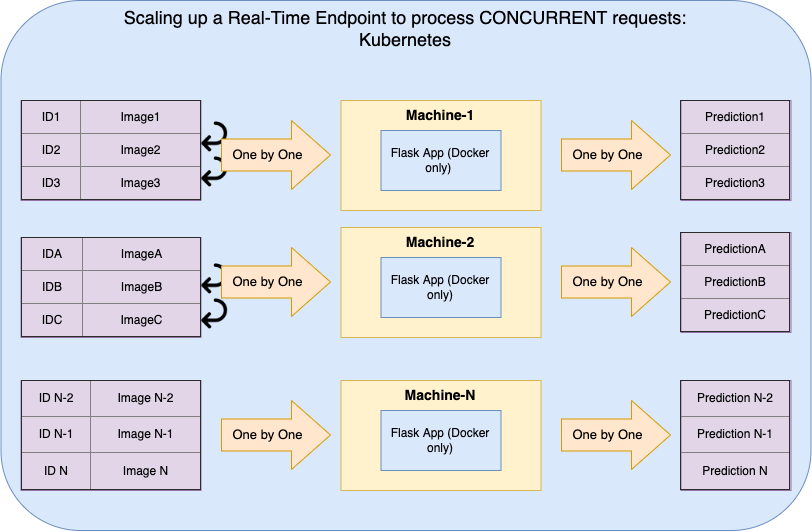 Scaling up a Real-Time Endpoint to process CONCURRENT requests:
Kubernetes
ID1 Image1
ID2 Image2
ID3 Image3
One by One
Machine-1
Flask App (Docker
only)
One by One
Prediction1
Prediction2
Prediction3
IDA ImageA
IDB ImageB
IDC ImageC
One by One
Machine-2
Flask App (Docker
only)
One by One
PredictionA
PredictionB
PredictionC
ID N-2 Image N-2
ID N-1 Image N-1
ID N Image N
One by One
Machine-N
Flask App (Docker
only)
One by One
Prediction N-2
Prediction N-1
Prediction N